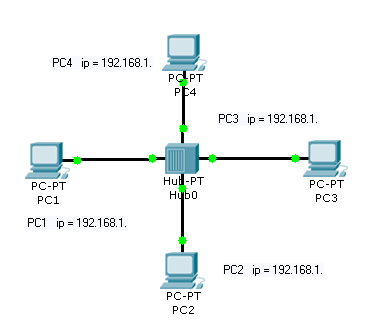 PC4 ip = 192.168.1.
PC-PT
PC4
PC3 ip = 192.168.1.
Hub-PT
Hub0
PC-PT
PC1
PC-PT
PC3
PC1 ip = 192.168.1.
PC2 ip = 192.168.1.
PC-PT
PC2